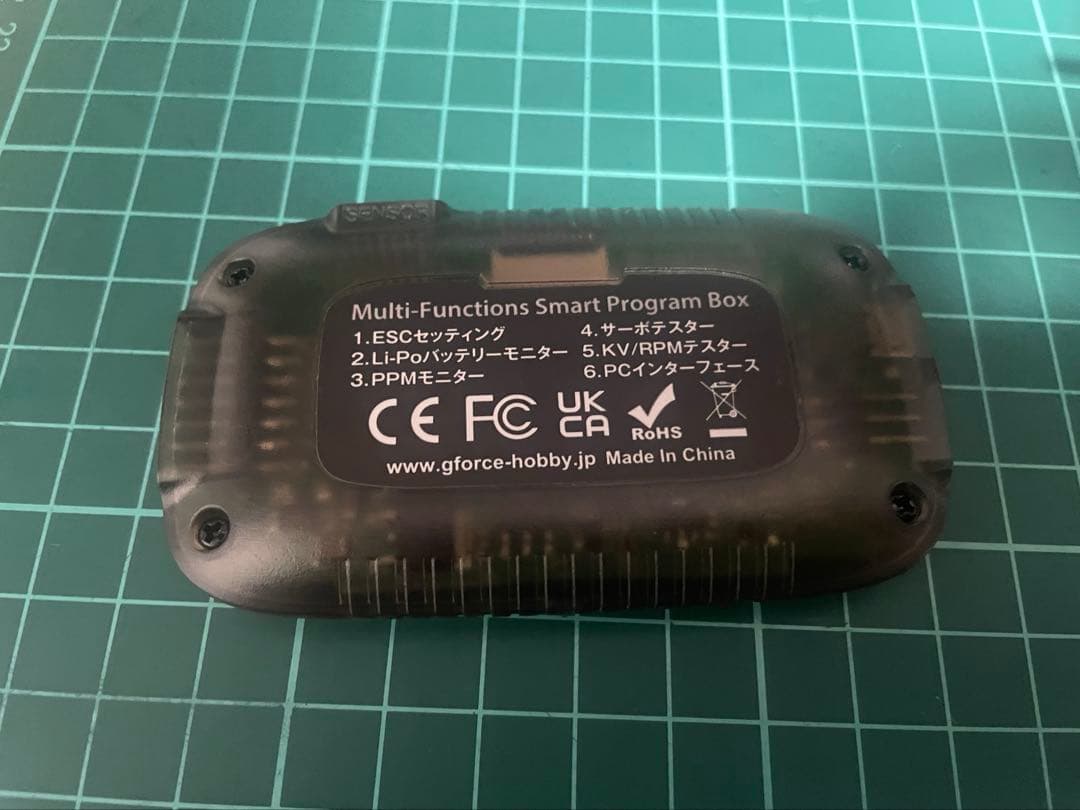 22
SENSOR
Multi-Functions Smart Program Box
1.ESCセッティング
2.Li-Poバッテリーモニター
3.PPMモニター
4.サーボテスター
5.KV/RPMテスター
6.PCインターフェース
CE FC UK CA RoHS
www.gforce-hobby.jp Made In China